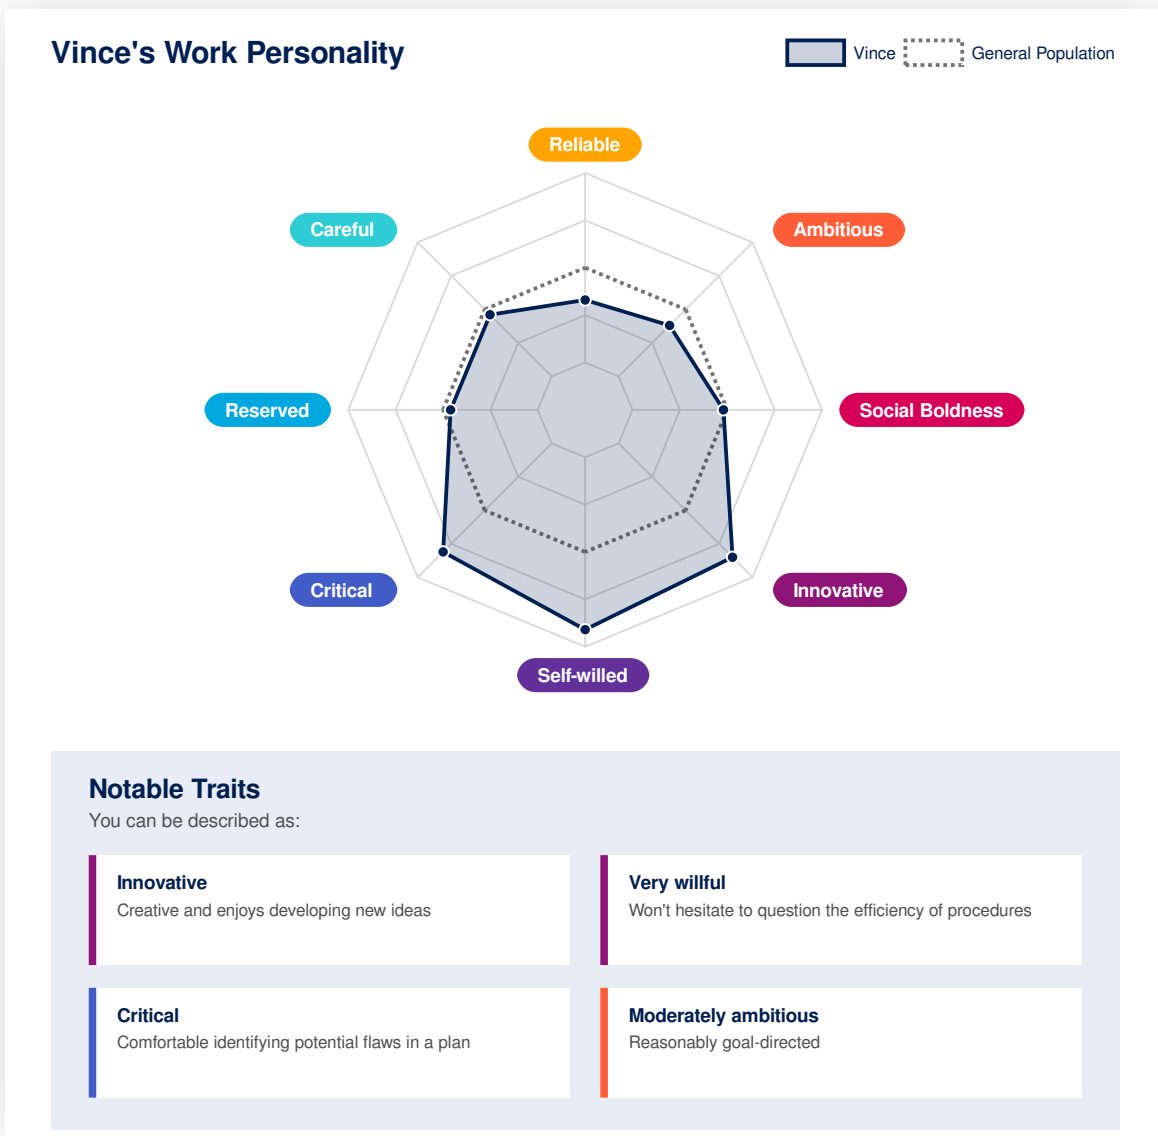 Vince's Work Personality
Vince
General Population
Reliable
Careful
Ambitious
Reserved
Social Boldness
Critical
Innovative
Self-willed
Notable Traits
You can be described as:
Innovative
Creative and enjoys developing new ideas
Very willful
Won't hesitate to question the efficiency of procedures
Critical
Comfortable identifying potential flaws in a plan
Moderately ambitious
Reasonably goal-directed